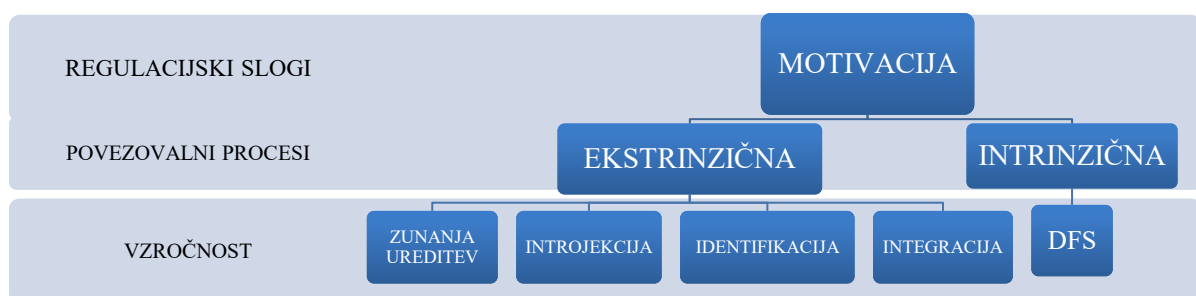 REGULACIJSKI SLOGI
MOTIVACIJA
POVEZOVALNI PROCESI
EKSTRINZIČNA
INTRINZIČNA
VZROČNOST
ZUNANJA
UREDITEV
INTROJEKCIJA
IDENTIFIKACIJA
INTEGRACIJA
DFS